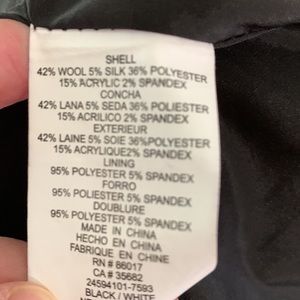 SHELL
42% WOOL 5% SILK 36% POLYESTER
15% ACRYLIC 2% SPANDEX
CONCHA
42% LANA 5% SEDA 36% POLIESTER
15% ACRILICO 2% SPANDEX
EXTERIEUR
42% LAINE 5% SOIE 36%POLYESTER
15% ACRYLIQUE2% SPANDEX
LINING
95% POLYESTER 5% SPANDEX
FORRO
95% POLIESTER 5% SPANDEX
DOUBLURE
95% POLYESTER 5% SPANDEX
MADE IN CHINA
HECHO EN CHINA
FABRIQUE EN CHINE
RN # 86017
CA # 35682
24594101-7593
BLACK / WHITE